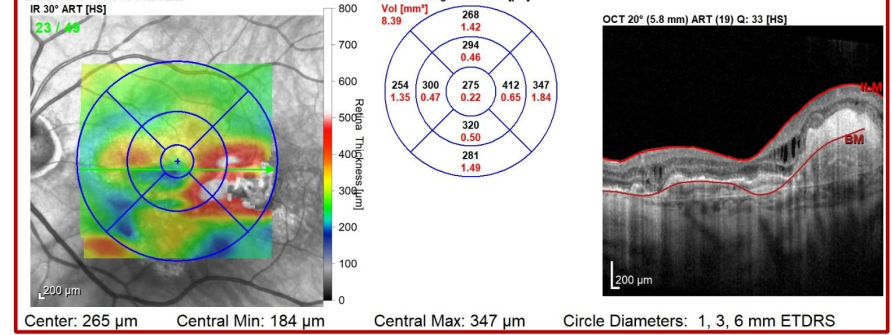 IR 30° ART [HS]
23 / 49
200 µm
800
700
600
500
400
300
200
100
0
Retina Thickness [µm]
Vol [mm³]
8.39
268
1.42
294
0.46
254
1.35
300
0.47
275
0.22
412
0.65
347
1.84
320
0.50
281
1.49
OCT 20° (5.8 mm) ART (19) Q: 33 [HS]
ILM
BM
200 µm
Center: 265 µm Central Min: 184 µm Central Max: 347 µm Circle Diameters: 1, 3, 6 mm ETDRS